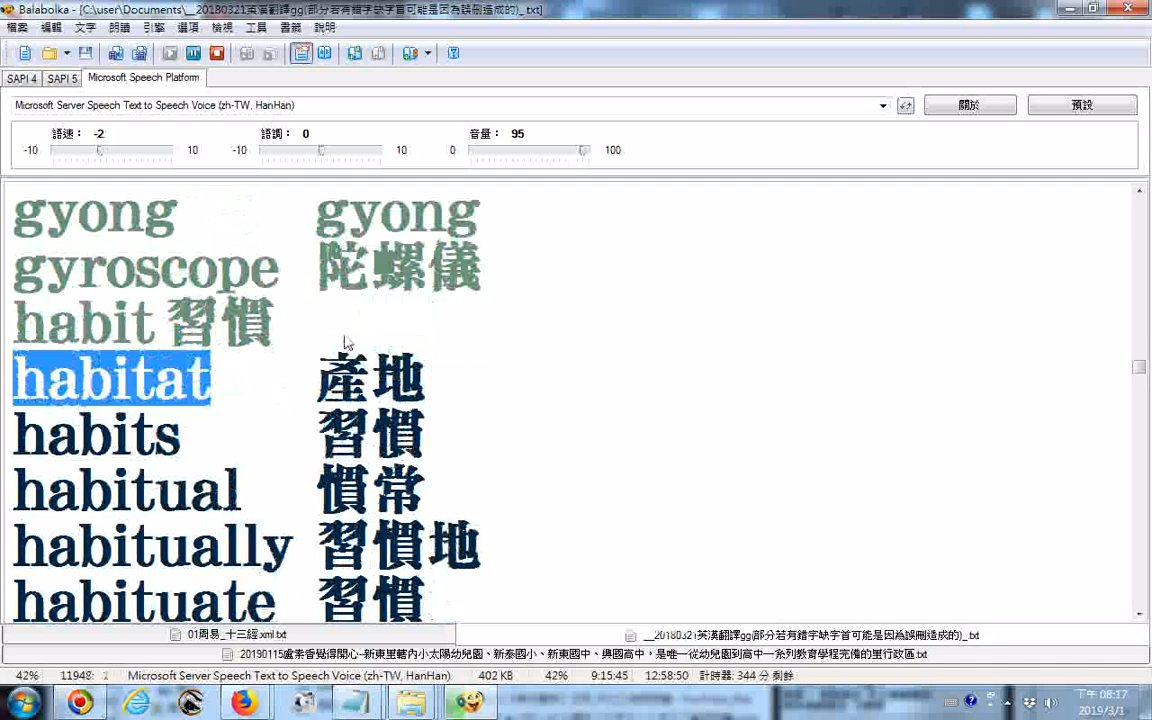 Balabolka - [C:\user\Documents\__20180321英漢翻譯gg(部分若有錯字缺字首可能是因為誤刪造成的)_.txt]
檔案 編輯 文字 朗讀 引擎 選項 檢視 工具 書籤 說明
SAPI 4 SAPI 5 Microsoft Speech Platform
Microsoft Server Speech Text to Speech Voice (zh-TW, HanHan) 關於 預設
語速： -2 語調： 0 音量： 95
-10 10 -10 10 0 100
gyong gyong
gyroscope 陀螺儀
habit 習慣
habitat 產地
habits 習慣
habitual 慣常
habitually 習慣地
habituate 習慣
01周易_十三經.xml.txt __20180321英漢翻譯gg(部分若有錯字缺字首可能是因為誤刪造成的)_.txt
20190115盧素香覺得開心-新東里轄內小太陽幼兒園、新泰國小、新東國中、興國高中，是唯一從幼兒園到高中一系列教育學程完備的里行政區.txt
42% 11948: Microsoft Server Speech Text to Speech Voice (zh-TW, HanHan) 402 KB 42% 9:15:45 12:58:50 計時器: 344 分 剩餘
下午 08:17
2019/3/1